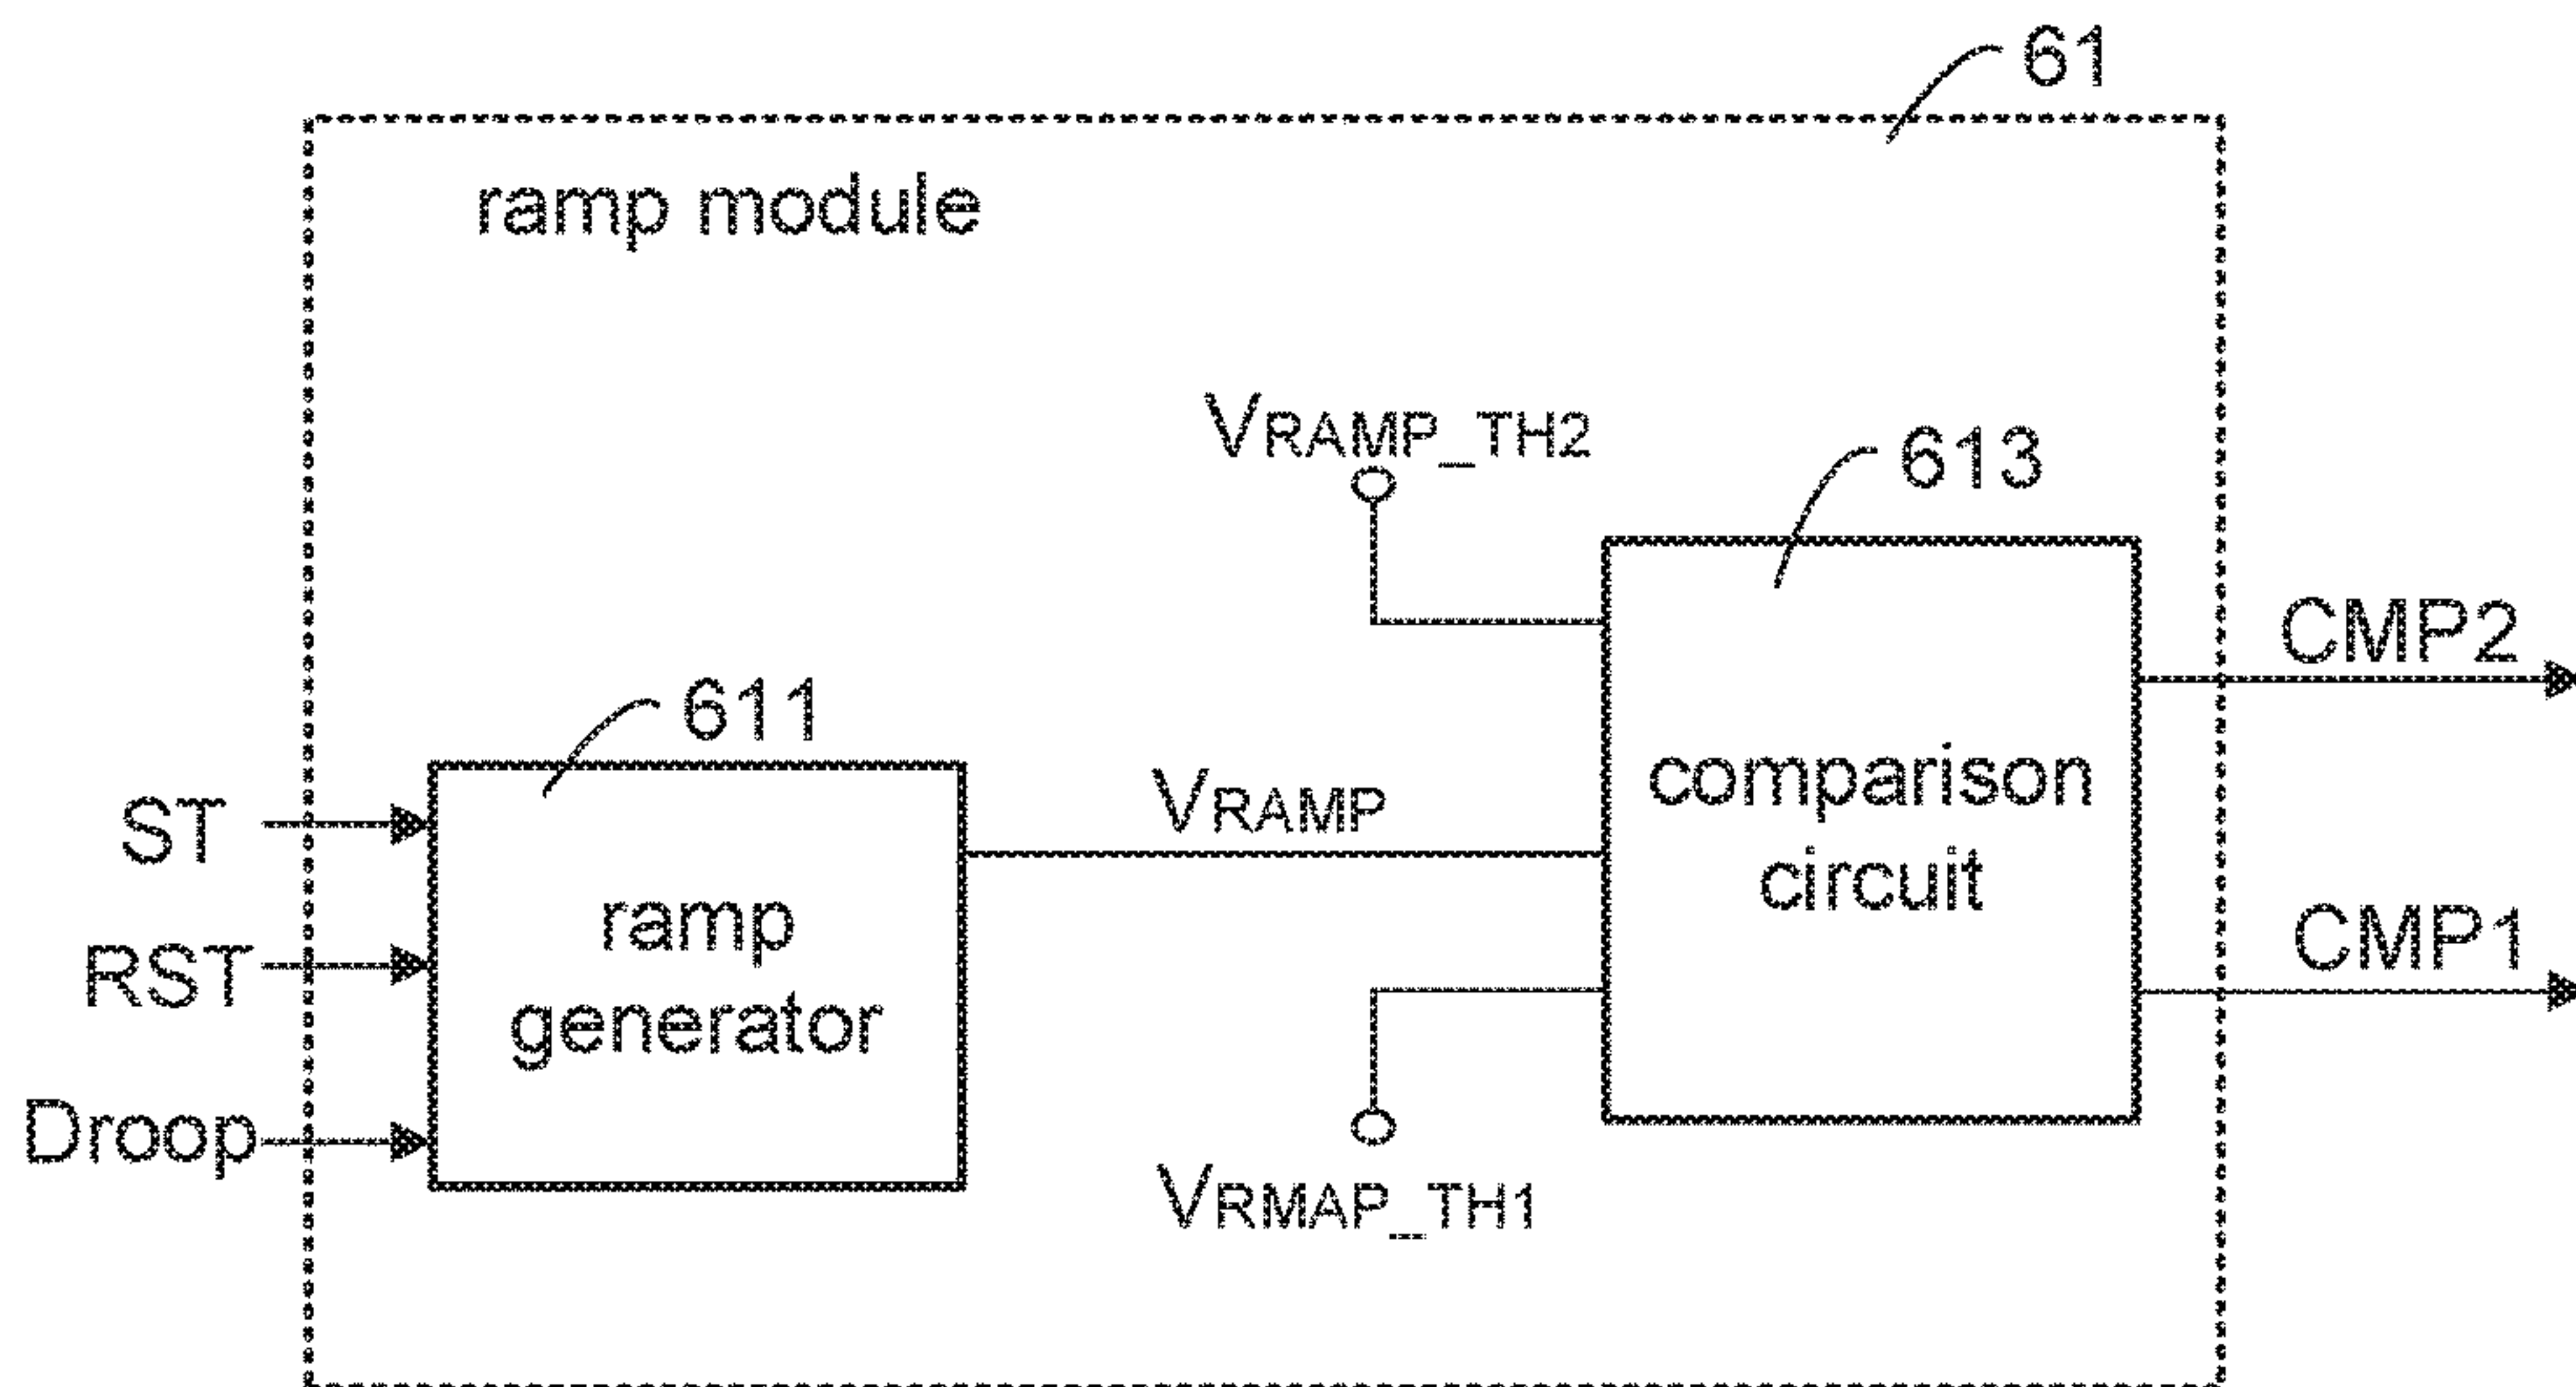 61
ramp module
VRAMP_TH2
613
CMP2
611
comparison
circuit
VRAMP
ST
ramp
generator
RST
CMP1
Droop
VRMAP_TH1